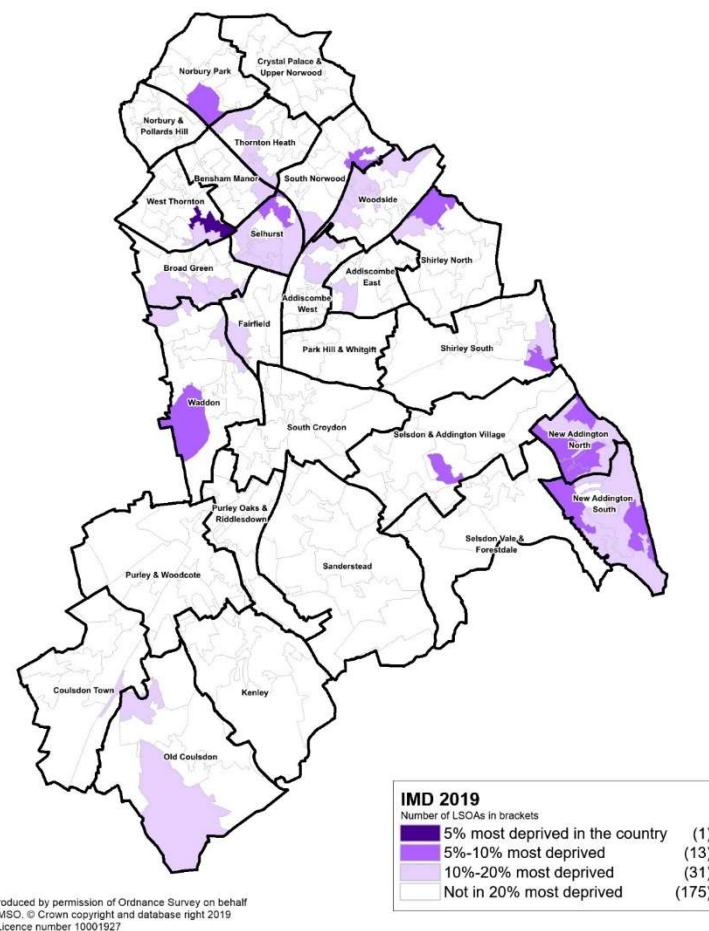 Crystal Palace &
Upper Norwood
Norbury Park
Norbury &
Pollards Hill
Thornton Heath
Bensham Manor
South Norwood
West Thornton
Woodside
Selhurst
Broad Green
Shirley North
Addiscombe
East
Addiscombe
West
Fairfield
Park Hill & Whitgift
Shirley South
Waddon
South Croydon
Selsdon & Addington Village
New Addington
North
New Addington
South
Purley Oaks &
Riddlesdown
Selsdon Vale &
Forestdale
Sanderstead
Purley & Woodcote
Coulsdon Town
Kenley
Old Coulsdon
IMD 2019
Number of LSOAs in brackets
5% most deprived in the country (1)
5%-10% most deprived (13)
10%-20% most deprived (31)
Not in 20% most deprived (175)
roduced by permission of Ordnance Survey on behalf
MSO. © Crown copyright and database right 2019
Licence number 10001927